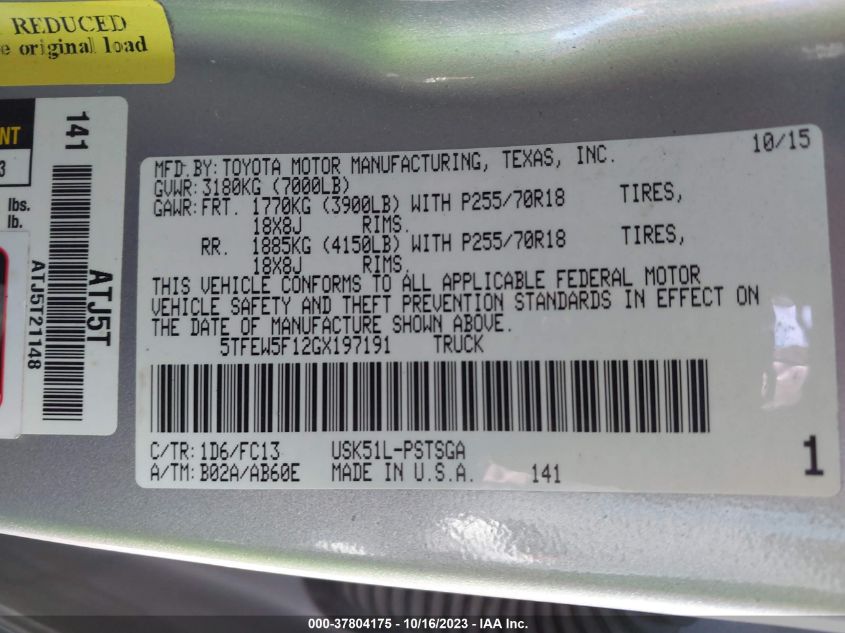 REDUCED
e original load
141
NT
3
lbs.
lb.
ATJ5T
ATJ5T21148
10/15
MFD.BY:TOYOTA MOTOR MANUFACTURING, TEXAS, INC.
GVWR:3180KG (7000LB)
GAWR:FRT. 1770KG (3900LB) WITH P255/70R18 TIRES,
18X8J RIMS.
RR. 1885KG (4150LB) WITH P255/70R18 TIRES,
18X8J RIMS.
THIS VEHICLE CONFORMS TO ALL APPLICABLE FEDERAL MOTOR
VEHICLE SAFETY AND THEFT PREVENTION STANDARDS IN EFFECT ON
THE DATE OF MANUFACTURE SHOWN ABOVE.
5TFEW5F12GX197191 TRUCK
C/TR:1D6/FC13 USK51L-PSTSGA
A/TM:B02A/AB60E MADE IN U.S.A. 141
1
000-37804175 - 10/16/2023 - IAA Inc.